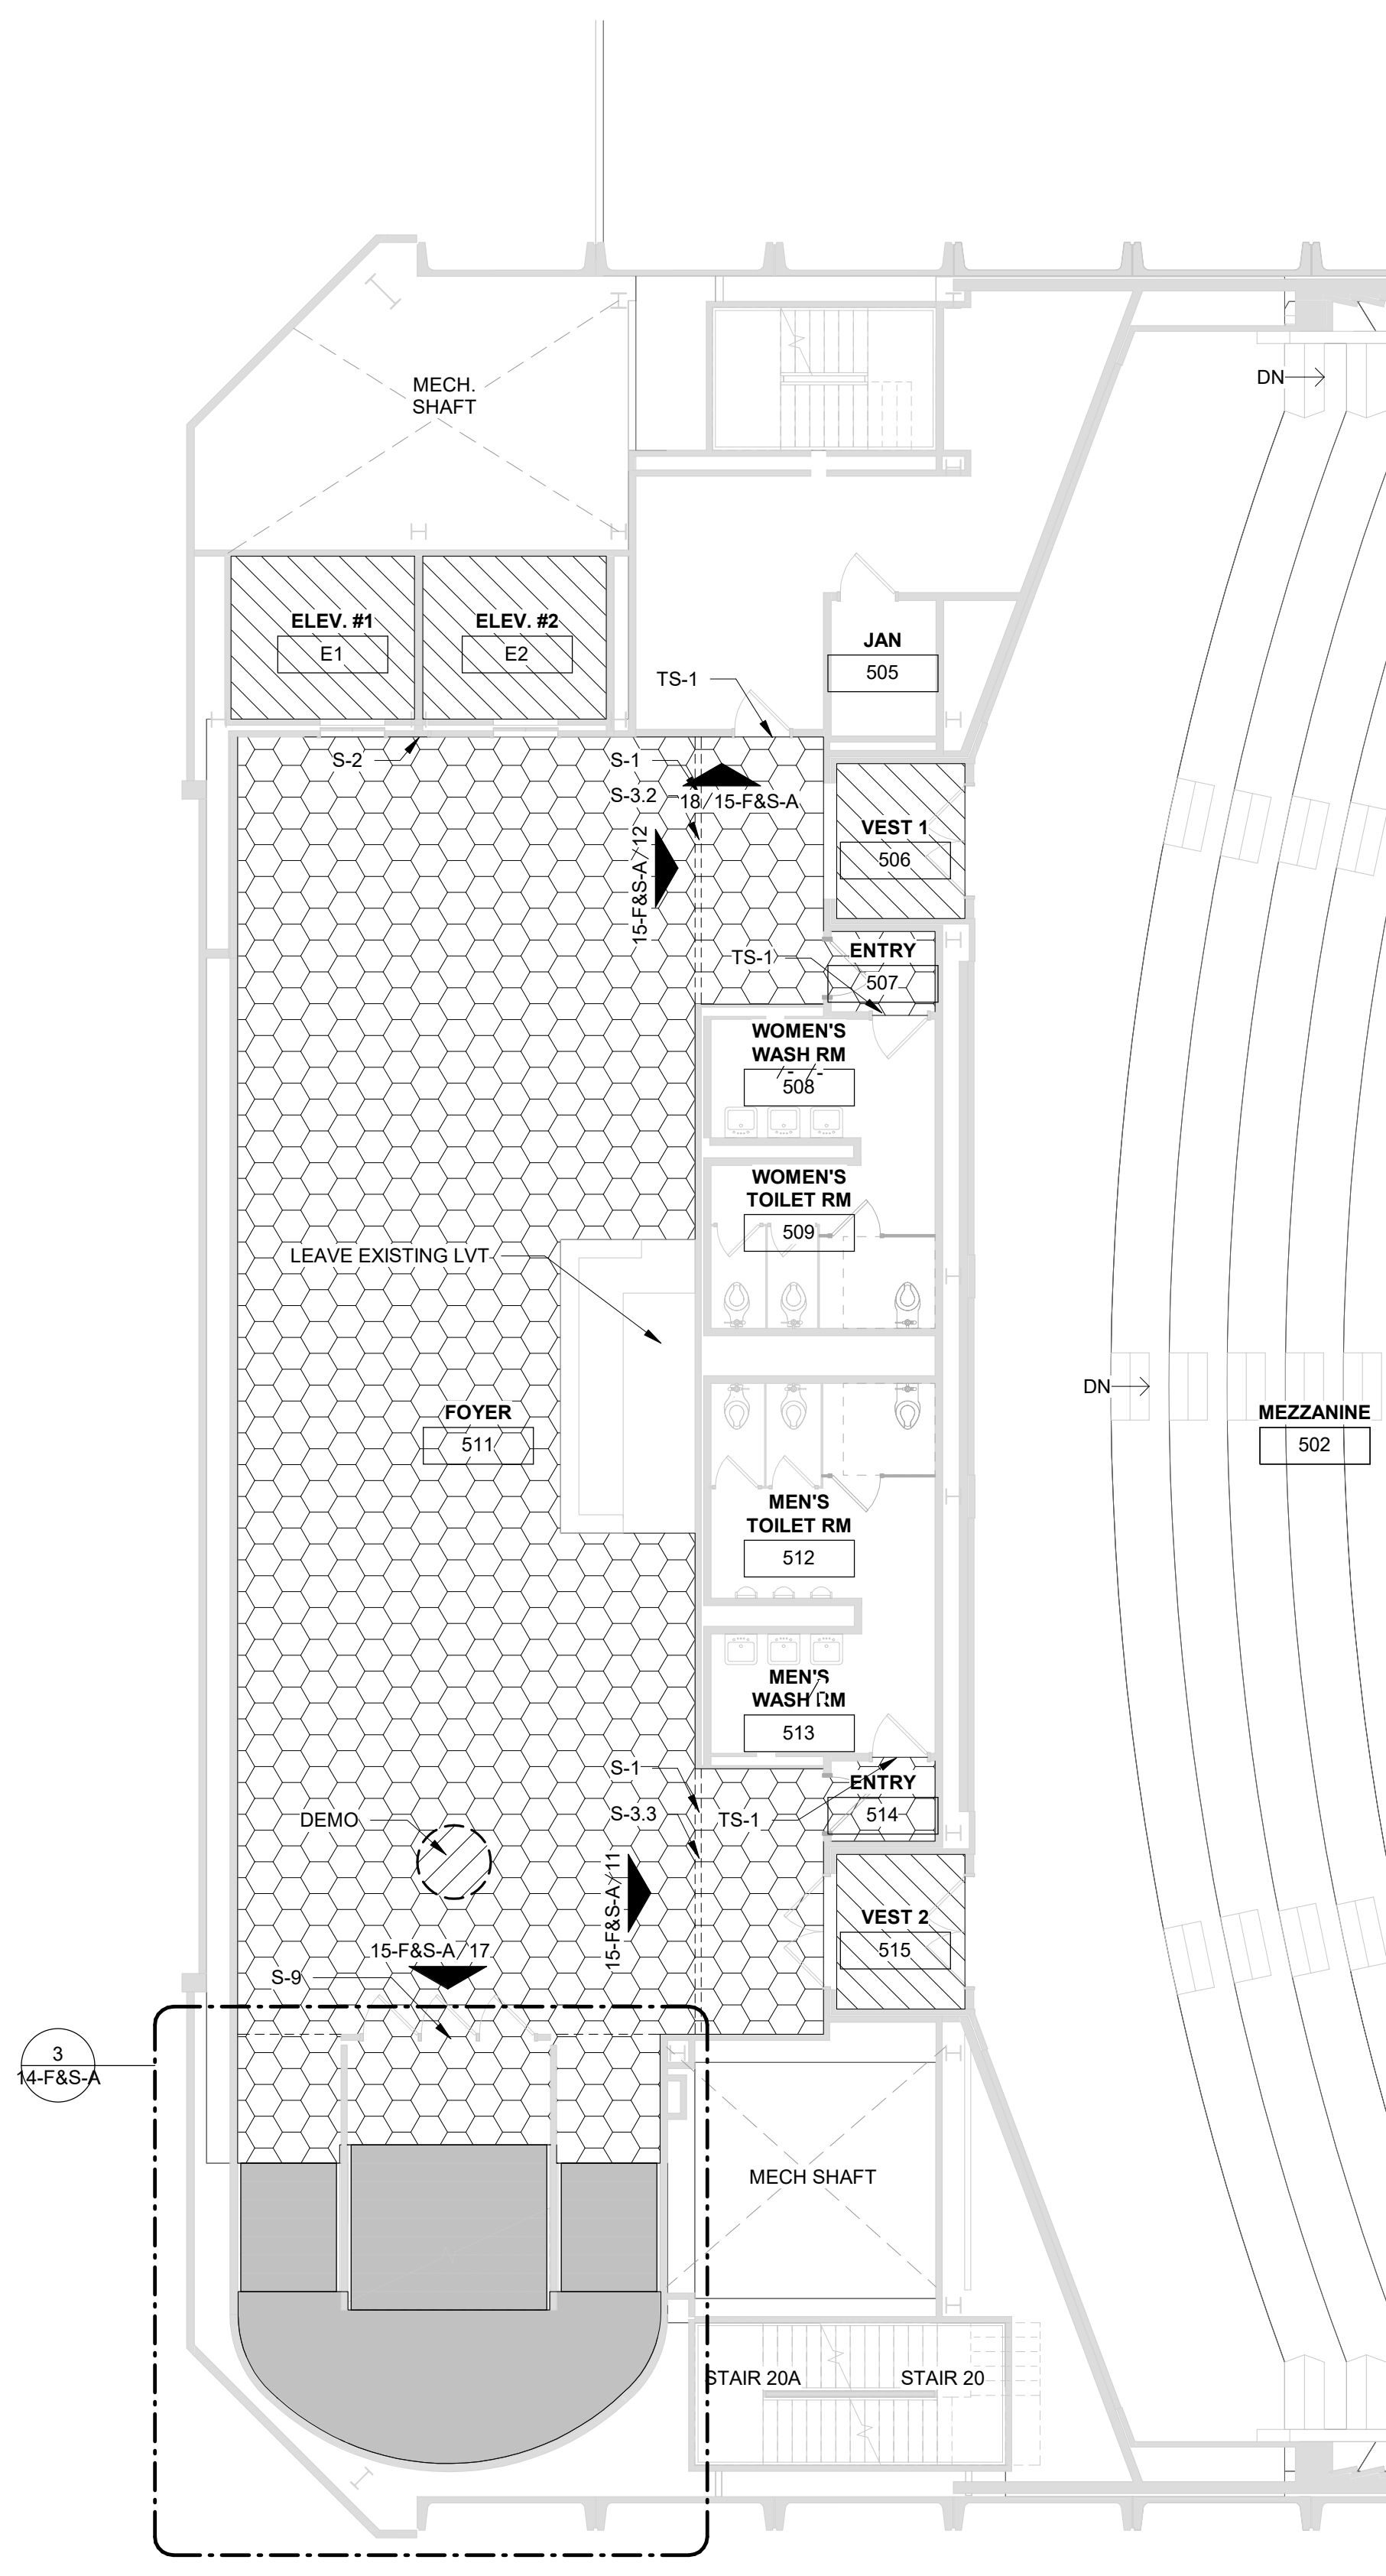 DN
MECH.
SHAFT
ELEV. #1
E1
ELEV. #2
E2
JAN
505
TS-1
S-2
S-1
S-3.2
18 / 15-F&S-A
15-F&S-A / 12
VEST 1
506
TS-1
ENTRY
507
WOMEN'S
WASH RM
508
WOMEN'S
TOILET RM
509
LEAVE EXISTING LVT
FOYER
511
DN
MEZZANINE
502
MEN'S
TOILET RM
512
MEN'S
WASH RM
513
S-1
S-3.3
TS-1
ENTRY
514
DEMO
15-F&S-A / 11
VEST 2
515
15-F&S-A / 17
S-9
3
14-F&S-A
MECH SHAFT
STAIR 20A
STAIR 20